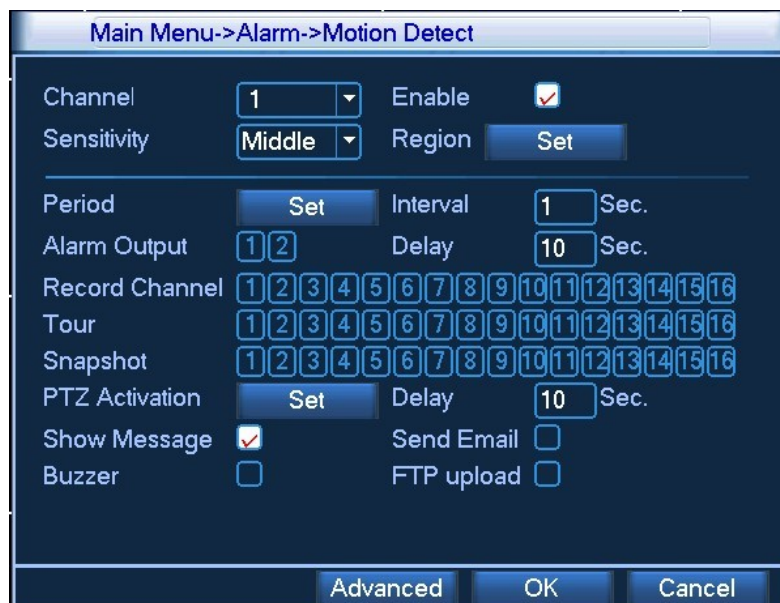 Main Menu->Alarm->Motion Detect
Channel 1 Enable
Sensitivity Middle Region Set
Period Set Interval 1 Sec.
Alarm Output 1 2 Delay 10 Sec.
Record Channel 1 2 3 4 5 6 7 8 9 10 11 12 13 14 15 16
Tour 1 2 3 4 5 6 7 8 9 10 11 12 13 14 15 16
Snapshot 1 2 3 4 5 6 7 8 9 10 11 12 13 14 15 16
PTZ Activation Set Delay 10 Sec.
Show Message Send Email
Buzzer FTP upload
Advanced OK Cancel